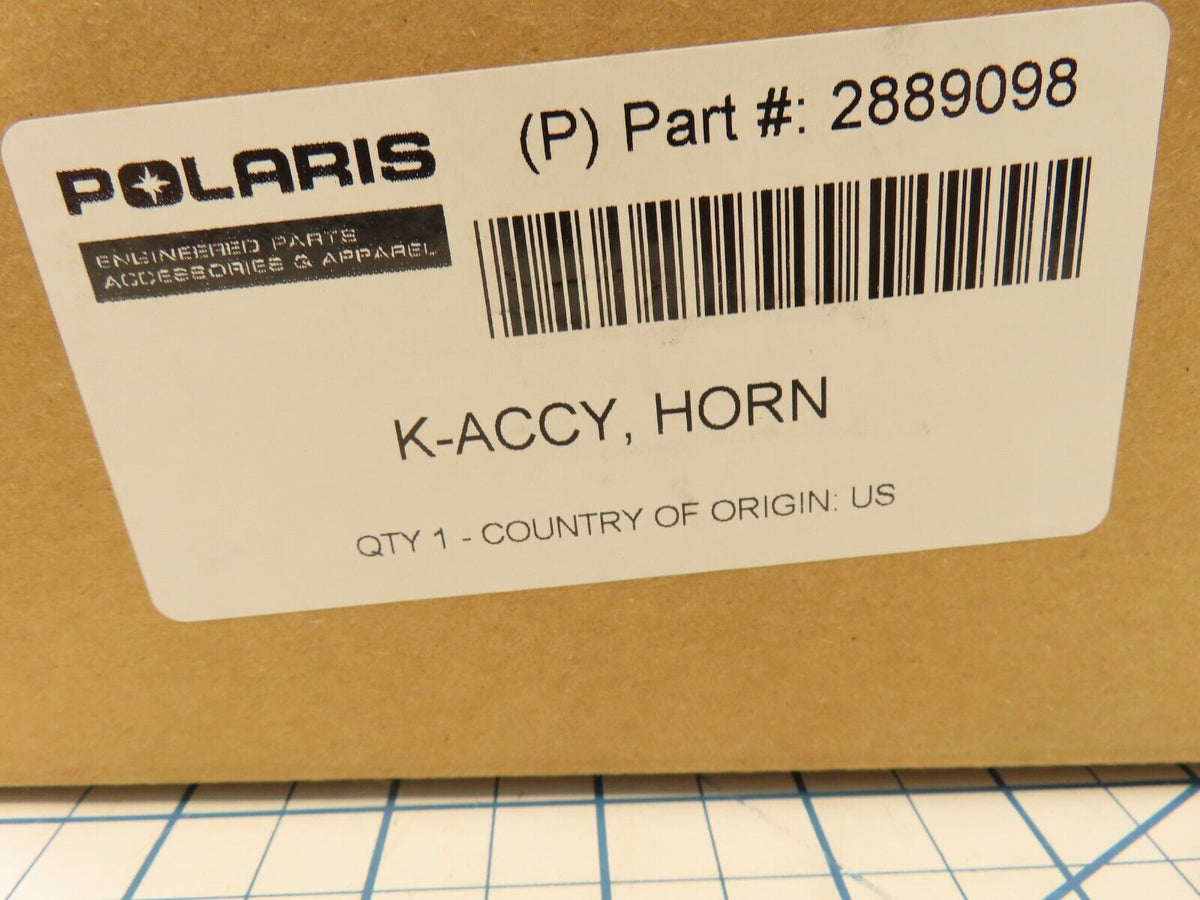 POLARIS
ENGINEERED PARTS
ACCESSORIES & APPAREL
(P) Part #: 2889098
K-ACCY, HORN
QTY 1 - COUNTRY OF ORIGIN: US